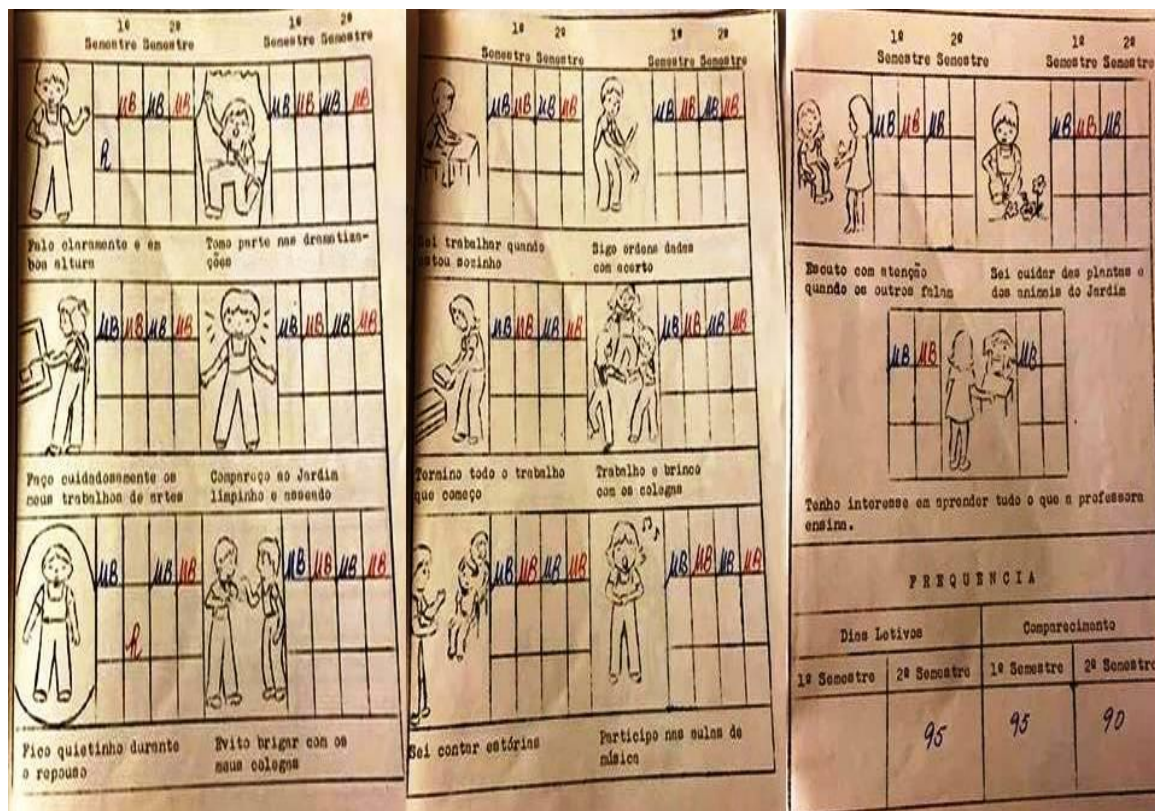 1º 2º 1º 2º
Semestre Semestre Semestre Semestre
MB MB MB MB MB MB MB
R
Falo claramente e em
boa altura
Tomo parte nas dramatiza-
ções
MB MB MB MB MB MB MB MB
Faço cuidadosamente os
meus trabalhos de artes
Compareço ao Jardim
limpinho e asseado
MB MB MB MB MB MB MB
R
Fico quietinho durante
o repouso
Evito brigar com os
meus colegas
1º 2º 1º 2º
Semestre Semestre Semestre Semestre
MB MB MB MB MB MB MB MB
Sei trabalhar quando
estou sozinho
Sigo ordens dadas
com acerto
MB MB MB MB MB MB MB MB
Termino todo o trabalho
que começo
Trabalho e brinco
com os colegas
MB MB MB MB MB MB MB MB
Sei contar estórias
Participo nas aulas de
música
1º 2º 1º 2º
Semestre Semestre Semestre Semestre
MB MB MB MB MB MB
Escuto com atenção
quando os outros falam
Sei cuidar das plantas e
dos animais do Jardim
MB MB MB
Tenho interesse em aprender tudo o que a professora
ensina.
FREQUENCIA
Dias Letivos Comparecimento
1º Semestre 2º Semestre 1º Semestre 2º Semestre
95 95 90